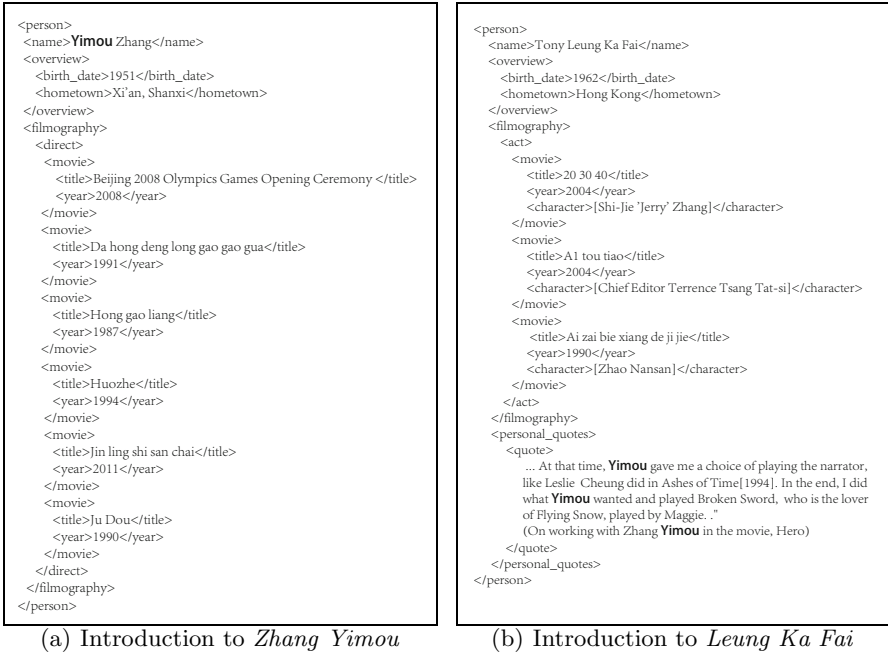 <person>
<name>Yimou Zhang</name>
<overview>
<birth_date>1951</birth_date>
<hometown>Xi'an, Shanxi</hometown>
</overview>
<filmography>
<direct>
<movie>
<title>Beijing 2008 Olympics Games Opening Ceremony </title>
<year>2008</year>
</movie>
<movie>
<title>Da hong deng long gao gao gua</title>
<year>1991</year>
</movie>
<movie>
<title>Hong gao liang</title>
<year>1987</year>
</movie>
<movie>
<title>Huozhe</title>
<year>1994</year>
</movie>
<movie>
<title>Jin ling shi san chai</title>
<year>2011</year>
</movie>
<movie>
<title>Ju Dou</title>
<year>1990</year>
</movie>
</direct>
</filmography>
</person>
(a) Introduction to Zhang Yimou
<person>
<name>Tony Leung Ka Fai</name>
<overview>
<birth_date>1962</birth_date>
<hometown>Hong Kong</hometown>
</overview>
<filmography>
<act>
<movie>
<title>20 30 40</title>
<year>2004</year>
<character>[Shi-Jie 'Jerry' Zhang]</character>
</movie>
<movie>
<title>A1 tou tiao</title>
<year>2004</year>
<character>[Chief Editor Terrence Tsang Tat-si]</character>
</movie>
<movie>
<title>Ai zai bie xiang de ji jie</title>
<year>1990</year>
<character>[Zhao Nansan]</character>
</movie>
</act>
</filmography>
<personal_quotes>
<quote>
... At that time, Yimou gave me a choice of playing the narrator,
like Leslie Cheung did in Ashes of Time[1994]. In the end, I did
what Yimou wanted and played Broken Sword, who is the lover
of Flying Snow, played by Maggie. ."
(On working with Zhang Yimou in the movie, Hero)
</quote>
</personal_quotes>
</person>
(b) Introduction to Leung Ka Fai